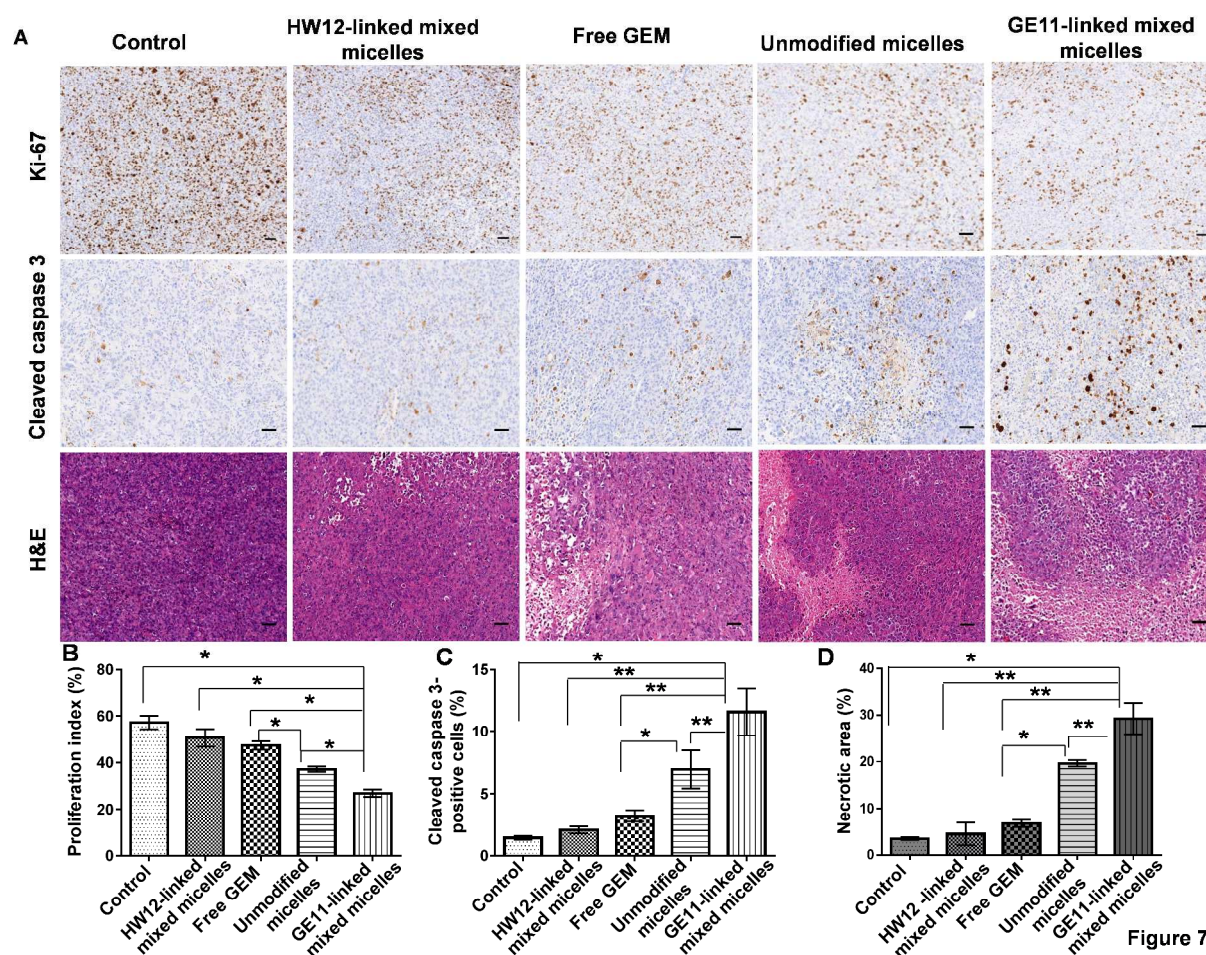 A
Control
HW12-linked mixed
micelles
Free GEM
Unmodified micelles
GE11-linked mixed
micelles
Ki-67
Cleaved caspase 3
H&E
B
Proliferation index (%)
80
60
40
20
0
*
*
*
*
*
Control
HW12-linked
mixed micelles
Free GEM
Unmodified
micelles
GE11-linked
mixed micelles
C
Cleaved caspase 3-
positive cells (%)
15
10
5
0
*
**
**
*
**
Control
HW12-linked
mixed micelles
Free GEM
Unmodified
micelles
GE11-linked
mixed micelles
D
Necrotic area (%)
40
30
20
10
0
*
**
**
*
**
Control
HW12 -linked
mixed micelles
Free GEM
Unmodified
micelles
GE11-linked
mixed micelles
Figure 7